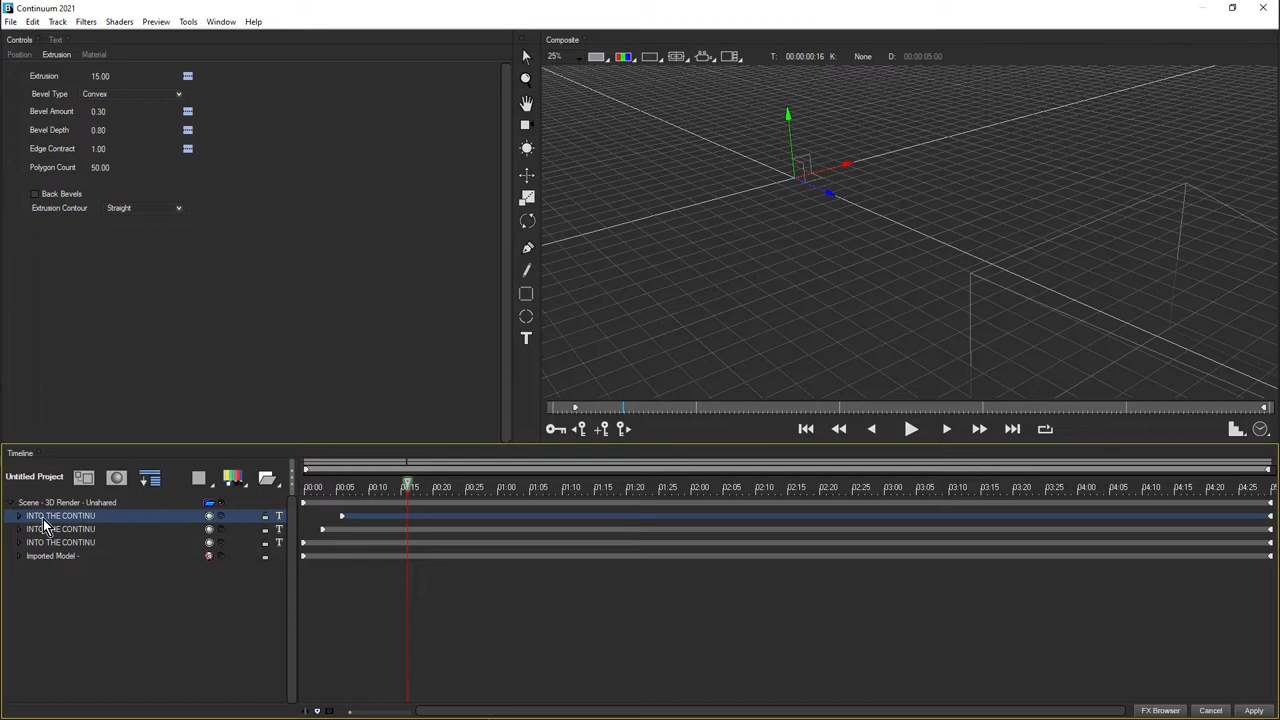 Continuum 2021
File Edit Track Filters Shaders Preview Tools Window Help
Controls Text
Position Extrusion Material
Extrusion 15.00
Bevel Type Convex
Bevel Amount 0.30
Bevel Depth 0.80
Edge Contract 1.00
Polygon Count 50.00
Back Bevels
Extrusion Contour Straight
Composite
25% T: 00:00:00:16 K: None D: 00:00:05:00
Timeline
Untitled Project
00:00 00:05 00:10 00:15 00:20 00:25 01:00 01:05 01:10 01:15 01:20 01:25 02:00 02:05 02:10 02:15 02:20 02:25 03:00 03:05 03:10 03:15 03:20 03:25 04:00 04:05 04:10 04:15 04:20 04:25
Scene - 3D Render - Unshared
INTO THE CONTINU T
INTO THE CONTINU T
INTO THE CONTINU T
Imported Model -
FX Browser Cancel Apply